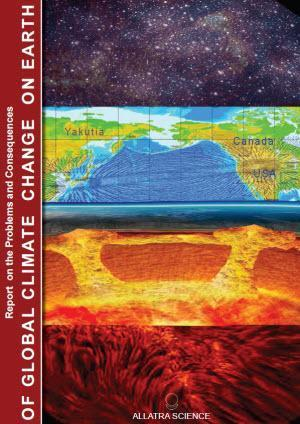 Report on the Problems and Consequences
OF GLOBAL CLIMATE CHANGE ON EARTH
Yakutia
Canada
USA
ALLATRA SCIENCE